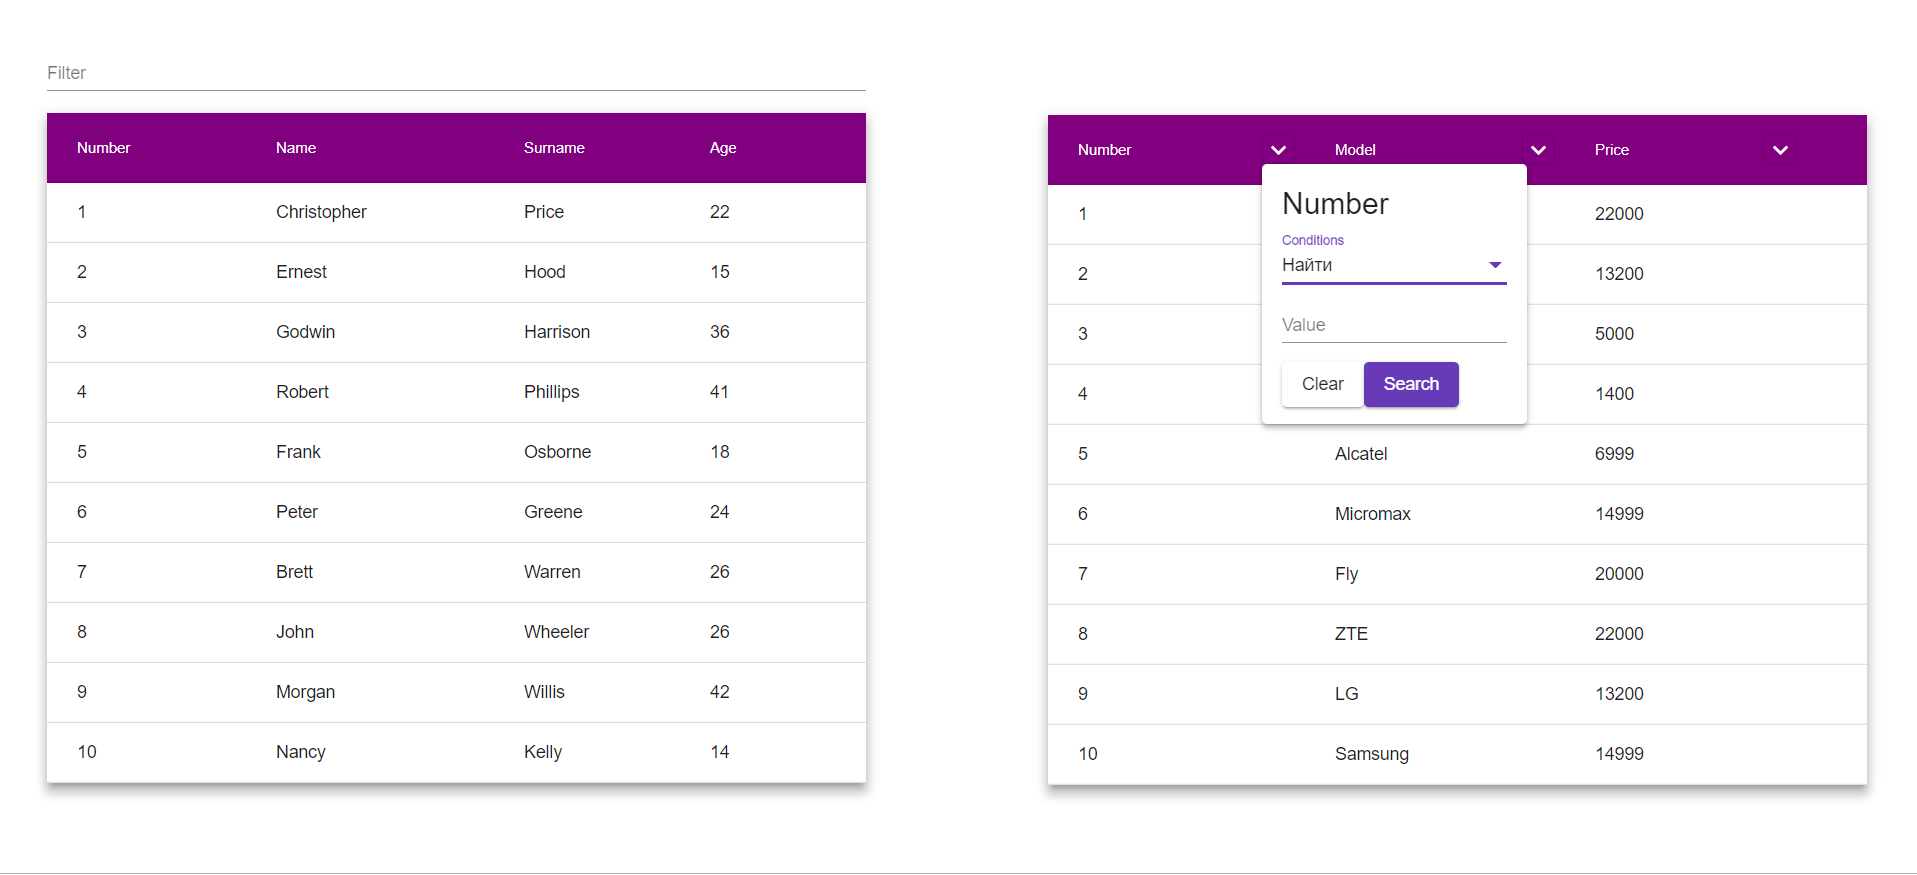 Filter
Number Name Surname Age
1 Christopher Price 22
2 Ernest Hood 15
3 Godwin Harrison 36
4 Robert Phillips 41
5 Frank Osborne 18
6 Peter Greene 24
7 Brett Warren 26
8 John Wheeler 26
9 Morgan Willis 42
10 Nancy Kelly 14
Number Model Price
Number
Conditions
Найти
Value
Clear Search
1 22000
2 13200
3 5000
4 1400
5 Alcatel 6999
6 Micromax 14999
7 Fly 20000
8 ZTE 22000
9 LG 13200
10 Samsung 14999